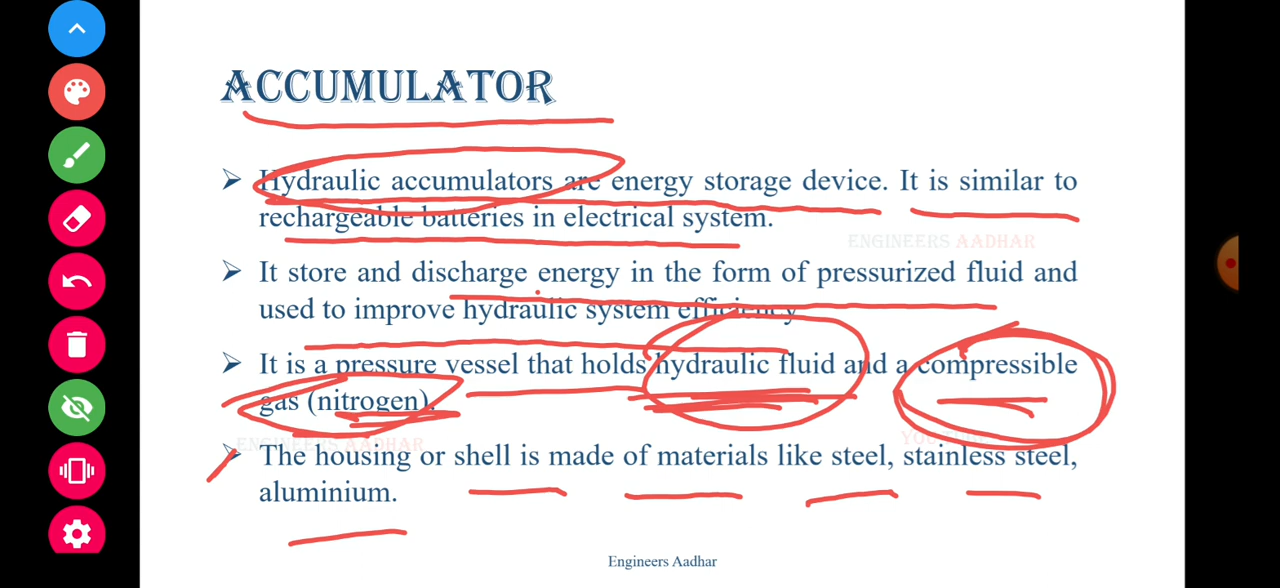 ACCUMULATOR
➢ Hydraulic accumulators are energy storage device. It is similar to
rechargeable batteries in electrical system.
ENGINEERS AADHAR
➢ It store and discharge energy in the form of pressurized fluid and
used to improve hydraulic system efficiency
➢ It is a pressure vessel that holds hydraulic fluid and a compressible
gas (nitrogen).
ENGINEERS AADHAR
➢ The housing or shell is made of materials like steel, stainless steel,
aluminium.
Engineers Aadhar